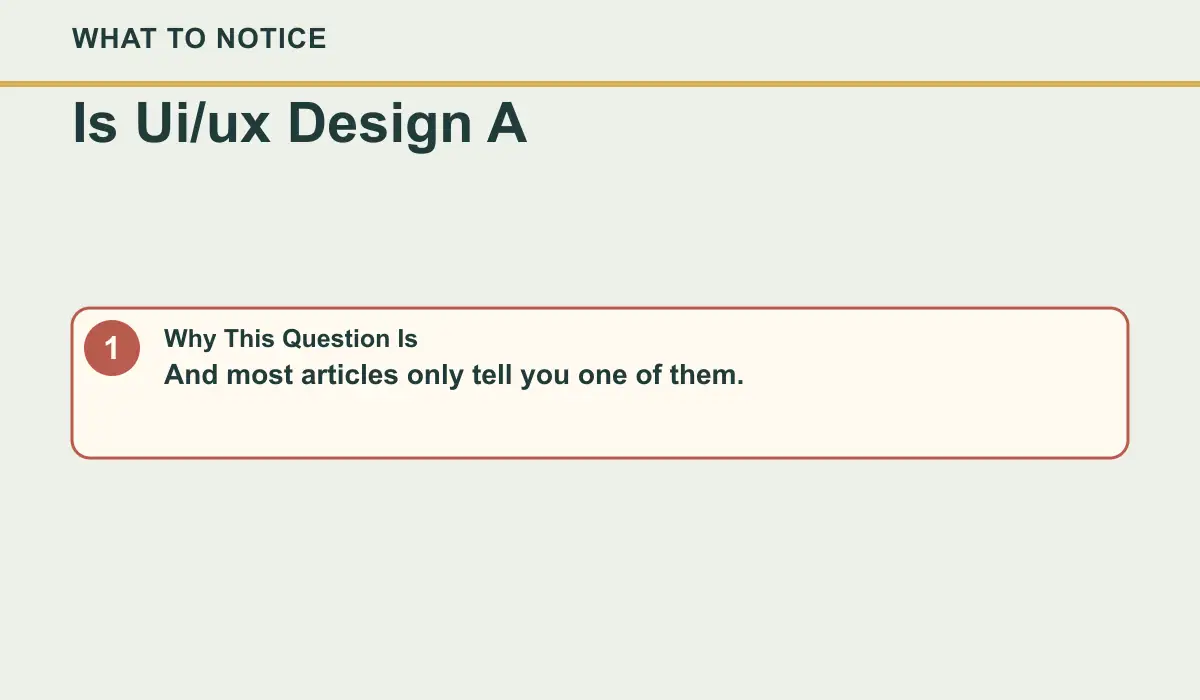 WHAT TO NOTICE
Is Ui/ux Design A
1
Why This Question Is
And most articles only tell you one of them.